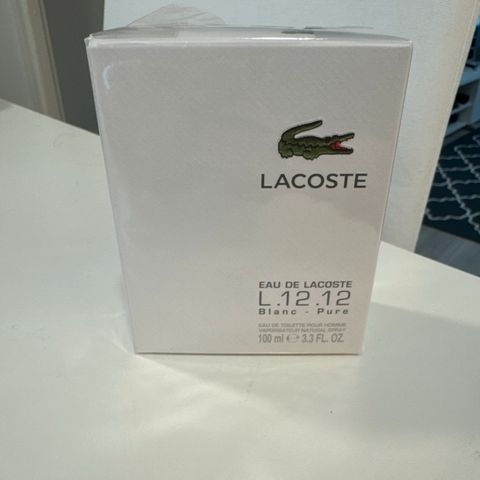 LACOSTE
EAU DE LACOSTE
L.12.12
Blanc - Pure
EAU DE TOILETTE POUR HOMME
VAPORISATEUR NATURAL SPRAY
100 ml ℮ 3.3 FL. OZ.